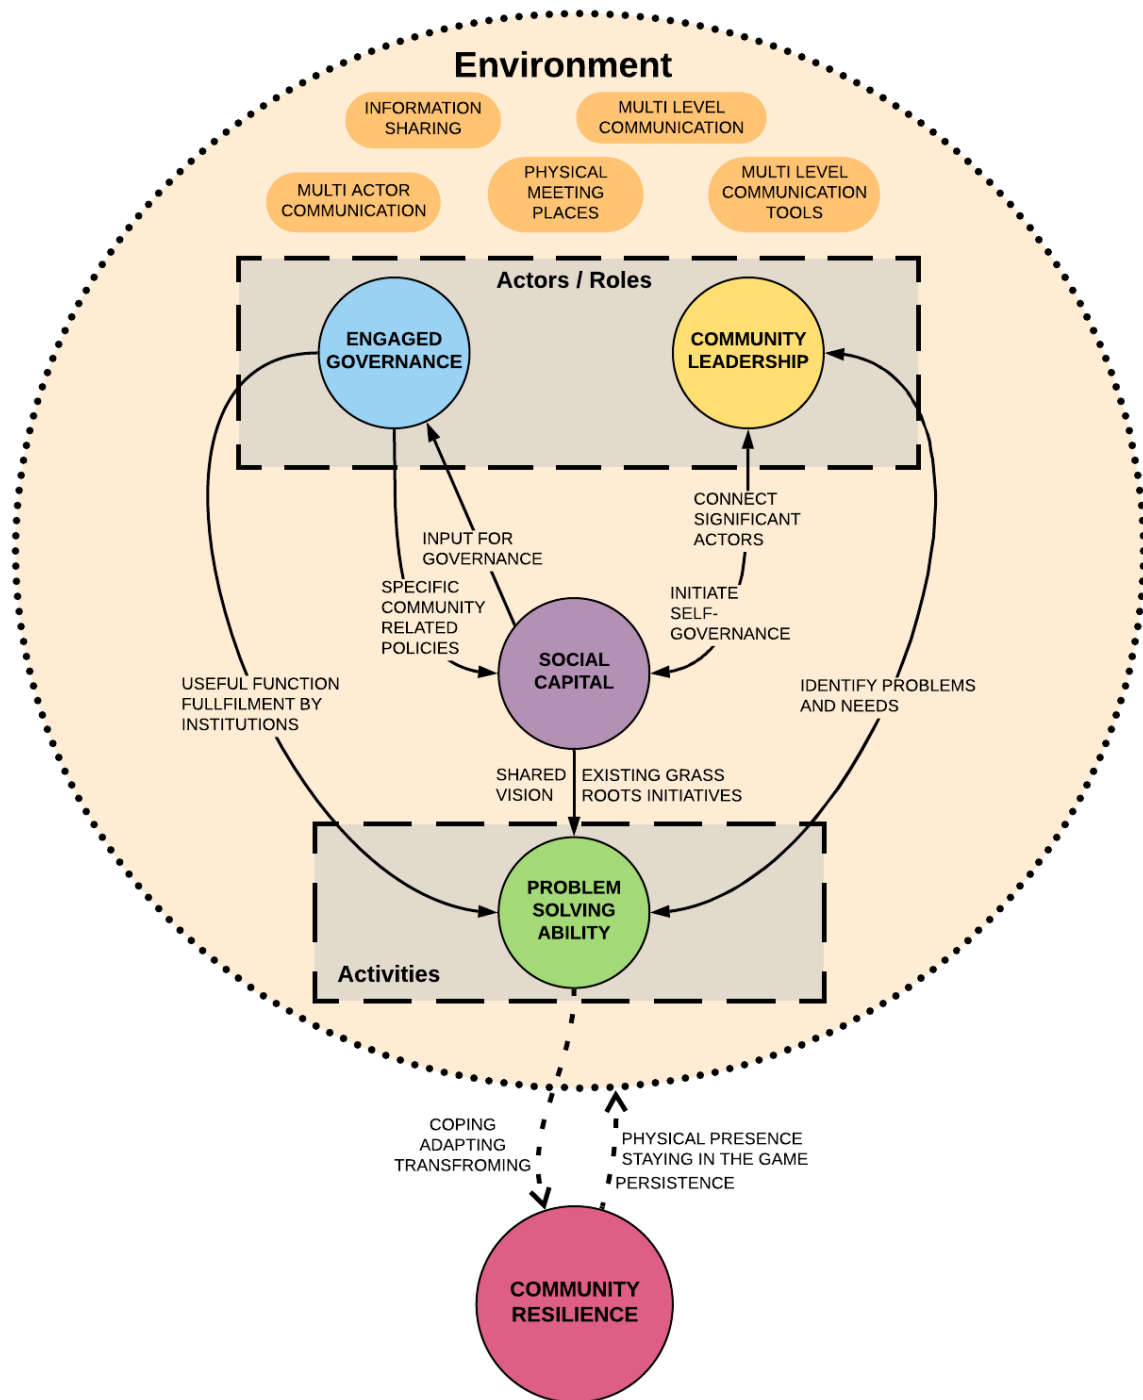 Environment
INFORMATION
SHARING
MULTI LEVEL
COMMUNICATION
MULTI ACTOR
COMMUNICATION
PHYSICAL
MEETING
PLACES
MULTI LEVEL
COMMUNICATION
TOOLS
Actors / Roles
ENGAGED
GOVERNANCE
COMMUNITY
LEADERSHIP
CONNECT
SIGNIFICANT
ACTORS
INPUT FOR
GOVERNANCE
SPECIFIC
COMMUNITY
RELATED
POLICIES
INITIATE
SELF-
GOVERNANCE
SOCIAL
CAPITAL
USEFUL FUNCTION
FULLFILMENT BY
INSTITUTIONS
IDENTIFY PROBLEMS
AND NEEDS
SHARED
VISION
EXISTING GRASS
ROOTS INITIATIVES
PROBLEM
SOLVING
ABILITY
Activities
COPING
ADAPTING
TRANSFROMING
PHYSICAL PRESENCE
STAYING IN THE GAME
PERSISTENCE
COMMUNITY
RESILIENCE